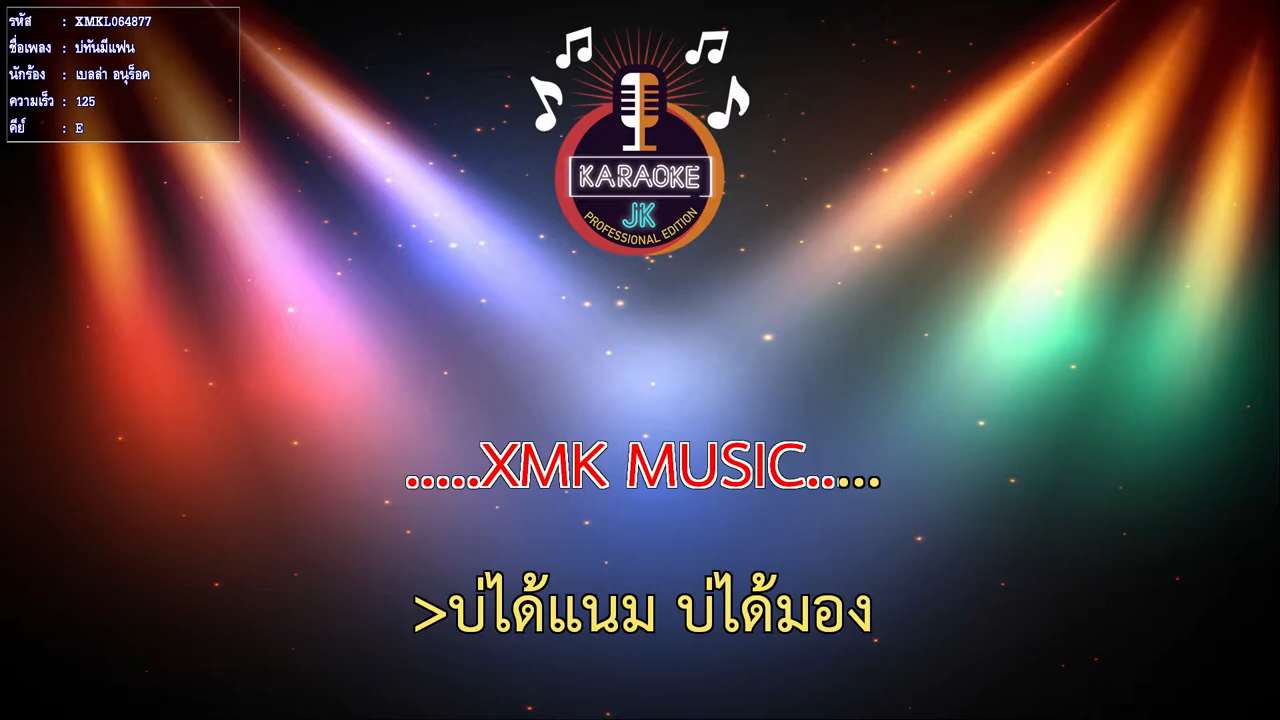 รหัส : XMKL064877
ชื่อเพลง : บ่ทันมีแฟน
นักร้อง : เบลล่า อนุร็อค
ความเร็ว : 125
คีย์ : E
KARAOKE
JK
PROFESSIONAL EDITION
.....XMK MUSIC.....
>บ่ได้แนม บ่ได้มอง